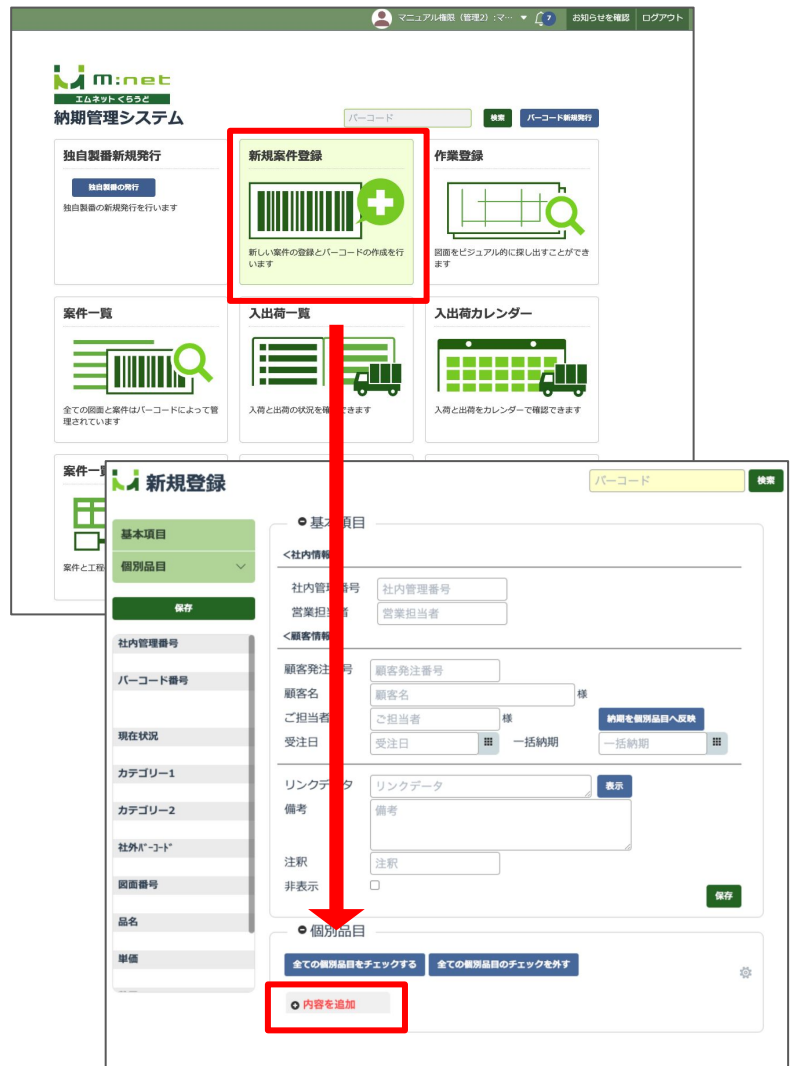 マニュアル権限（管理2）:マ… ▼ 7 お知らせを確認 ログアウト
m:net
エムネットくらうど
納期管理システム
バーコード 検索 バーコード新規発行
独自製番新規発行
独自製番の発行
独自製番の新規発行を行います
新規案件登録
新しい案件の登録とバーコードの作成を行
います
作業登録
図面をビジュアル的に探し出すことができ
ます
案件一覧
全ての図面と案件はバーコードによって管
理されています
入出荷一覧
入荷と出荷の状況を確 できます
入出荷カレンダー
入荷と出荷をカレンダーで確認できます
案件一
案件と工程
新規登録
バーコード 検索
基本項目
個別品目
保存
社内管理番号
バーコード番号
現在状況
カテゴリー1
カテゴリー2
社外ﾊﾞｰｺｰﾄﾞ
図面番号
品名
単価
基本項目
<社内情報
社内管理番号 社内管理番号
営業担当者 営業担当者
<顧客情報
顧客発注番号 顧客発注番号
顧客名 顧客名 様
ご担当者 ご担当者 様 納期を個別品目へ反映
受注日 受注日 一括納期 一括納期
リンクデータ リンクデータ 表示
備考 備考
注釈 注釈
非表示
保存
個別品目
全ての個別品目をチェックする 全ての個別品目のチェックを外す
内容を追加